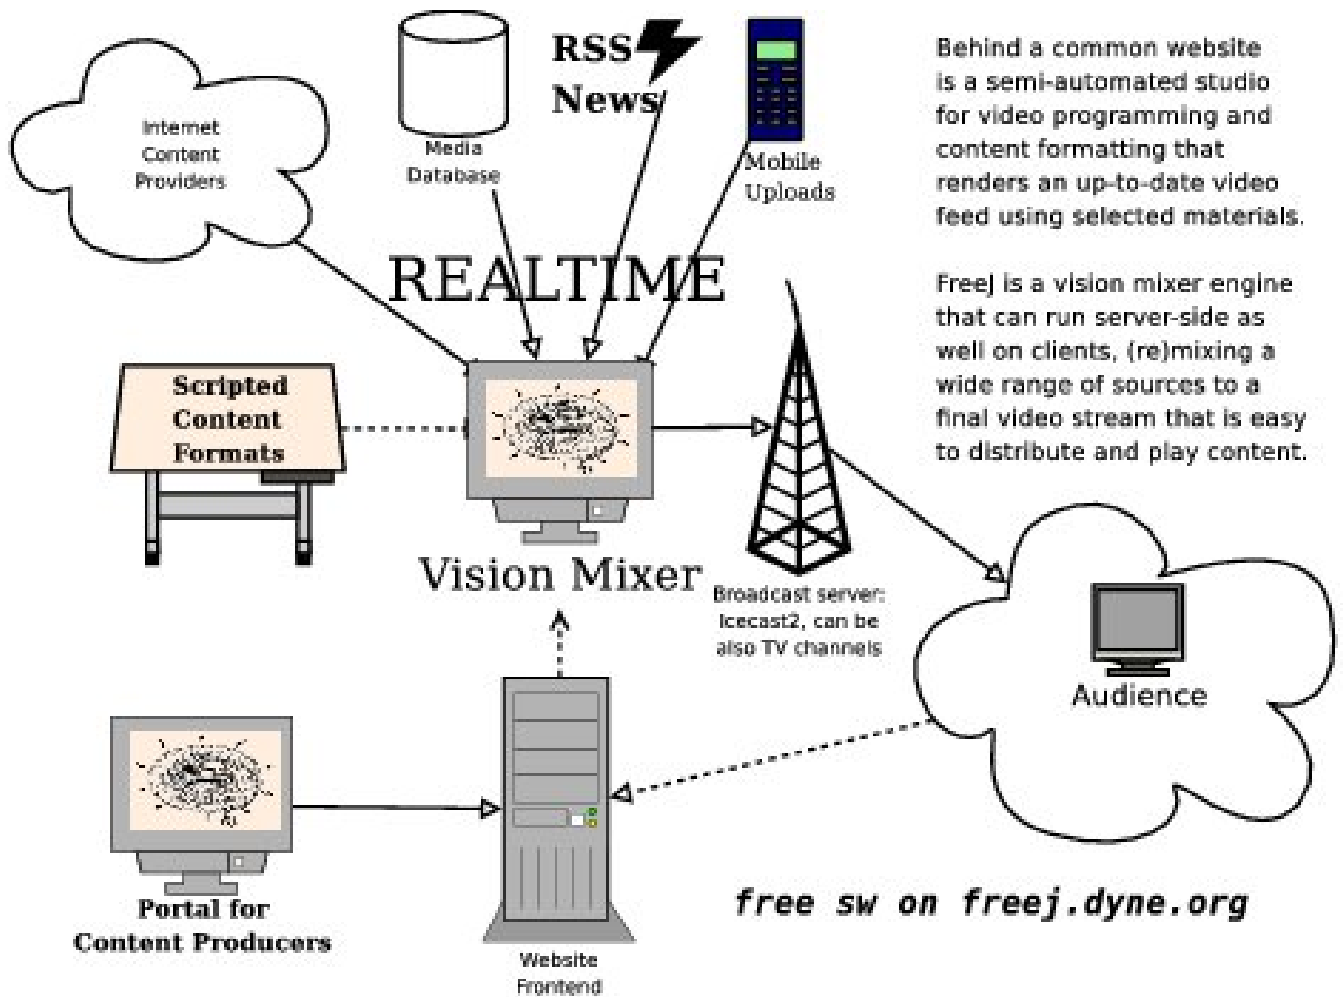 RSS
News
Internet
Content
Providers
Media
Database
Mobile
Uploads
Behind a common website
is a semi-automated studio
for video programming and
content formatting that
renders an up-to-date video
feed using selected materials.
REALTIME
FreeJ is a vision mixer engine
that can run server-side as
well on clients, (re)mixing a
wide range of sources to a
final video stream that is easy
to distribute and play content.
Scripted
Content
Formats
Vision Mixer
Broadcast server:
Icecast2, can be
also TV channels
Audience
Portal for
Content Producers
Website
Frontend
free sw on freej.dyne.org